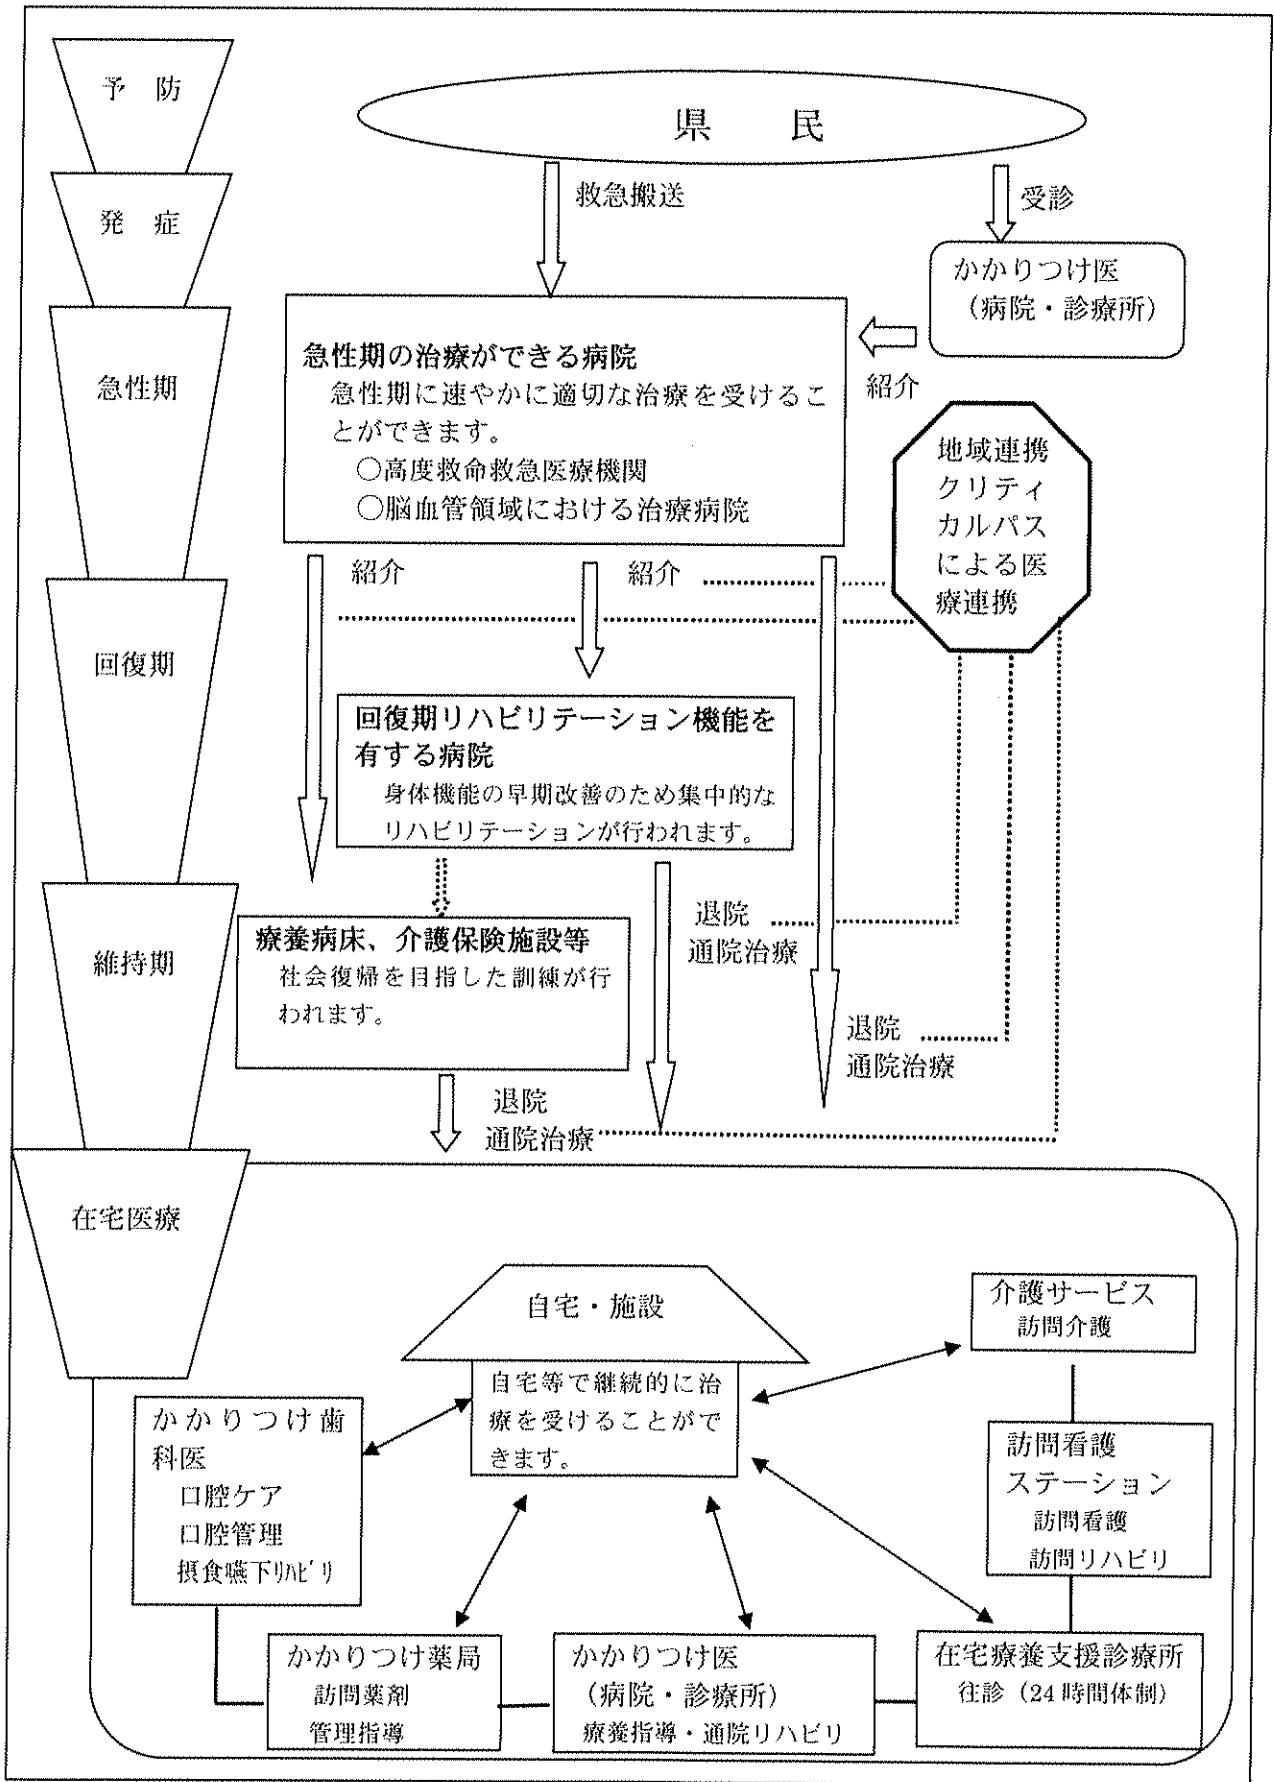 予 防
県 民
救急搬送
受診
発 症
かかりつけ医
(病院・診療所)
急性期の治療ができる病院
急性期に速やかに適切な治療を受けるこ
とができます。
○高度救命救急医療機関
○脳血管領域における治療病院
紹介
急性期
地域連携
クリティ
カルパス
による医
療連携
紹介
紹介
回復期
回復期リハビリテーション機能を
有する病院
身体機能の早期改善のため集中的な
リハビリテーションが行われます。
退院
通院治療
維持期
療養病床、介護保険施設等
社会復帰を目指した訓練が行
われます。
退院
通院治療
退院
通院治療
在宅医療
自宅・施設
自宅等で継続的に治
療を受けることがで
きます。
介護サービス
訪問介護
かかりつけ歯
科医
口腔ケア
口腔管理
摂食嚥下ﾘﾊﾋﾞﾘ
訪問看護
ステーション
訪問看護
訪問リハビリ
かかりつけ薬局
訪問薬剤
管理指導
かかりつけ医
(病院・診療所)
療養指導・通院リハビリ
在宅療養支援診療所
往診(24時間体制)